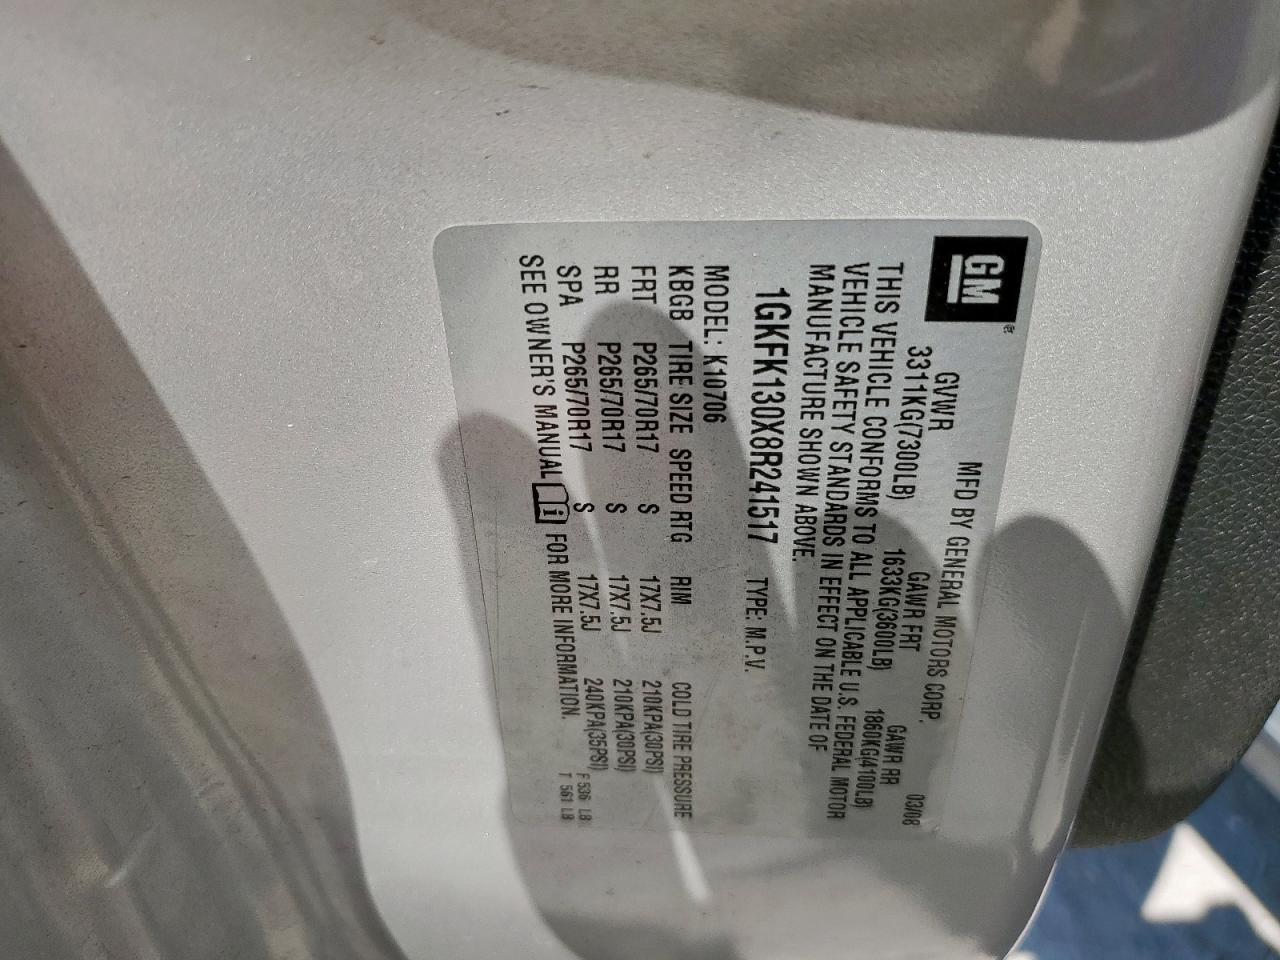 GM
MFD BY GENERAL MOTORS CORP. 03/08
GVWR GAWR FRT GAWR RR
3311KG(7300LB) 1633KG(3600LB) 1860KG(4100LB)
THIS VEHICLE CONFORMS TO ALL APPLICABLE U.S. FEDERAL MOTOR
VEHICLE SAFETY STANDARDS IN EFFECT ON THE DATE OF
MANUFACTURE SHOWN ABOVE.
1GKFK130X8R241517 TYPE: M.P.V.
MODEL: K10706
KBGB TIRE SIZE SPEED RTG RIM COLD TIRE PRESSURE
FRT P265/70R17 S 17X7.5J 210KPA(30PSI)
RR P265/70R17 S 17X7.5J 210KPA(30PSI)
SPA P265/70R17 S 17X7.5J 240KPA(35PSI) F 536 LB
SEE OWNER'S MANUAL i FOR MORE INFORMATION. T 561 LB